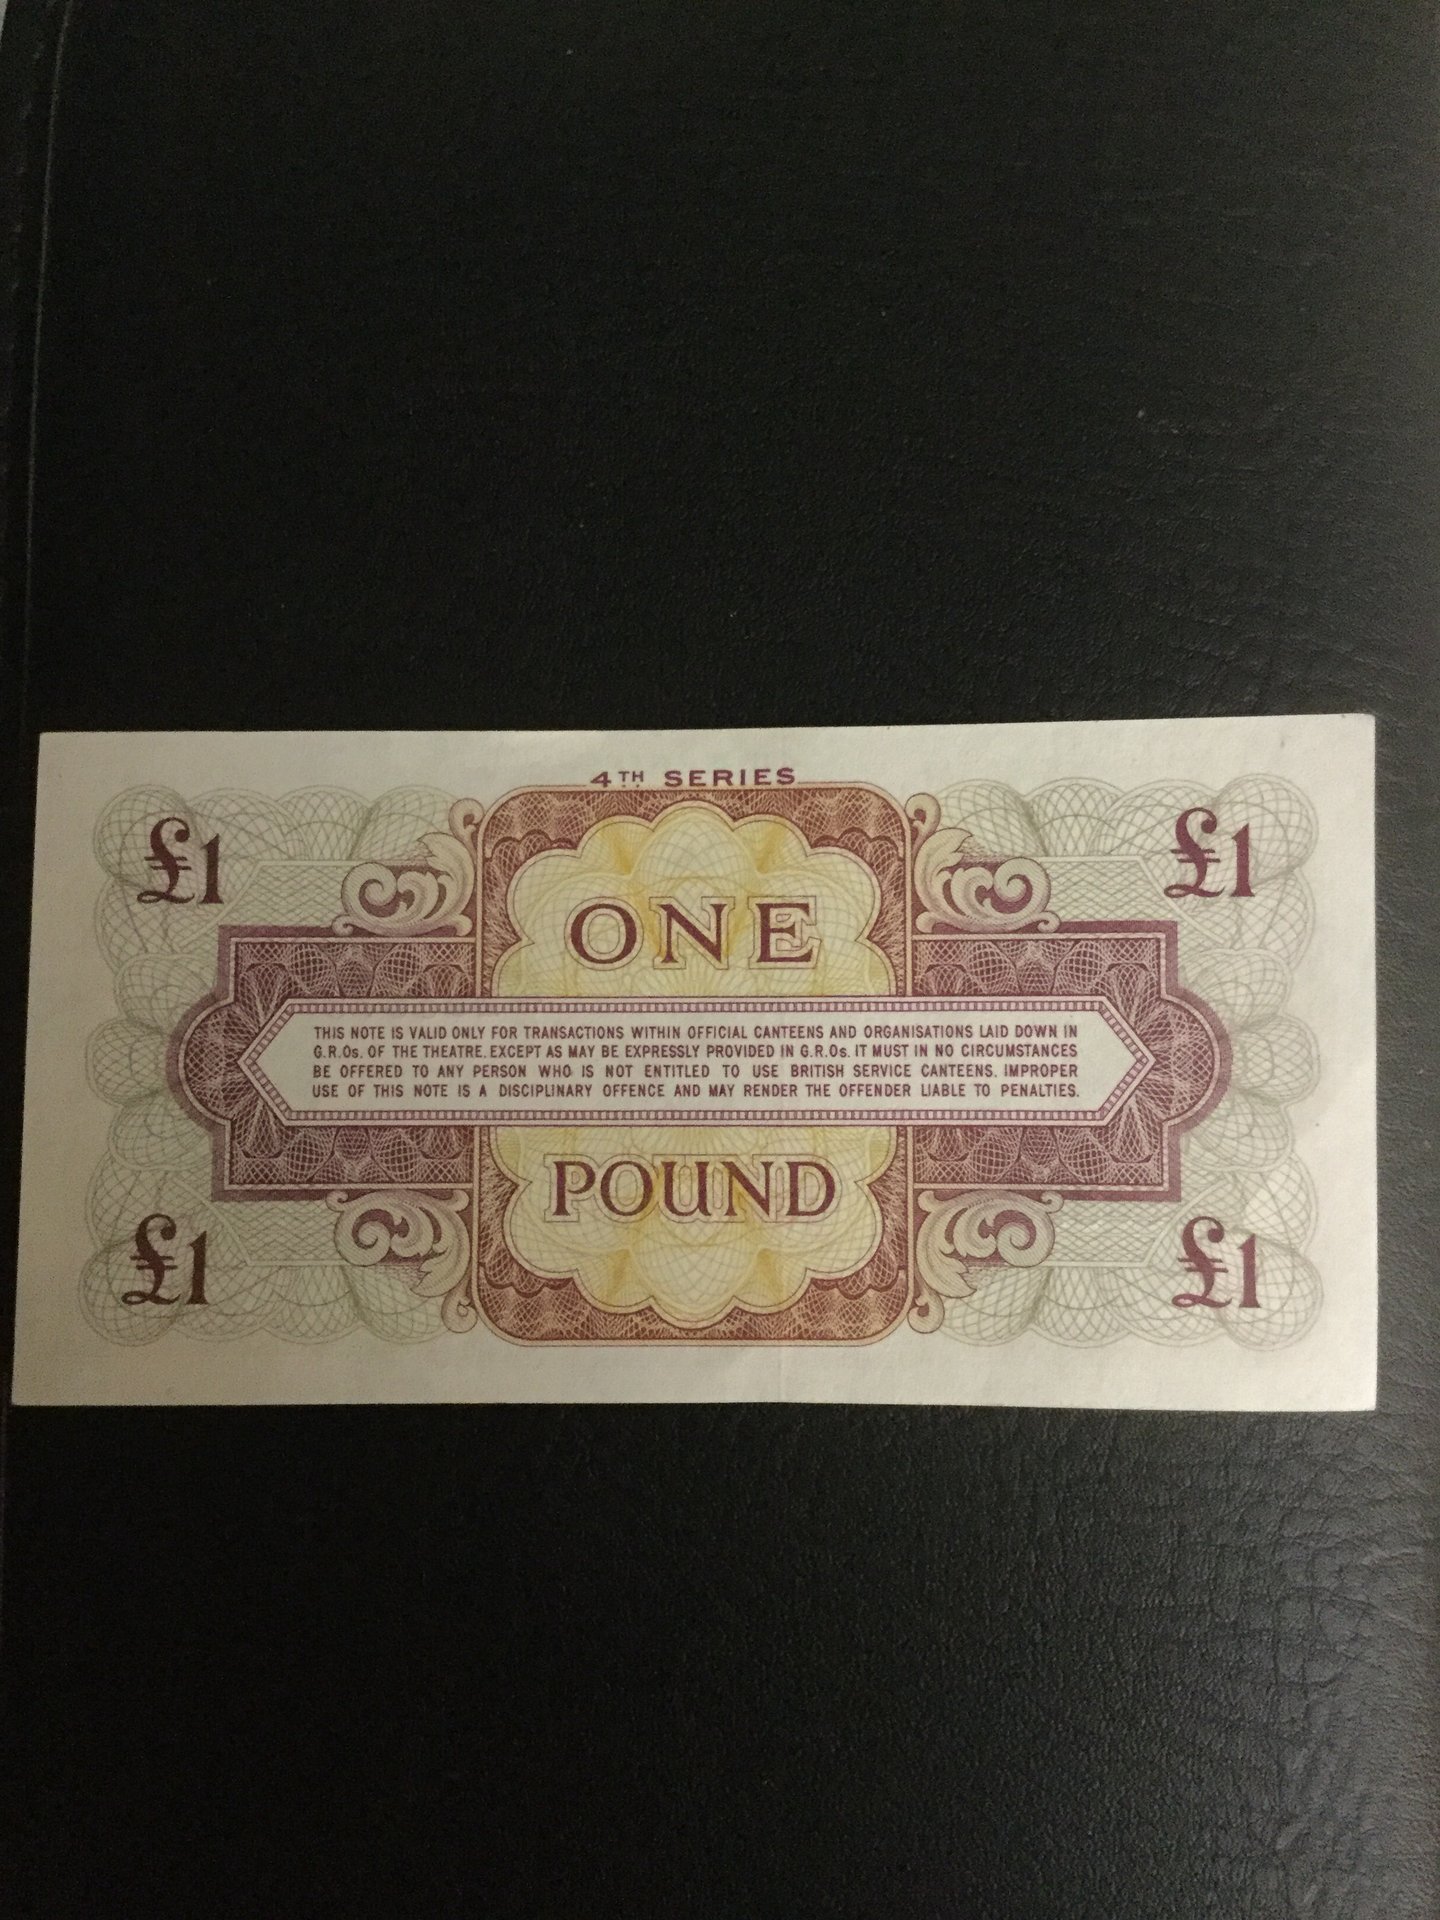 4TH SERIES
£1 £1
ONE
THIS NOTE IS VALID ONLY FOR TRANSACTIONS WITHIN OFFICIAL CANTEENS AND ORGANISATIONS LAID DOWN IN
G.R.Os. OF THE THEATRE. EXCEPT AS MAY BE EXPRESSLY PROVIDED IN G.R.Os. IT MUST IN NO CIRCUMSTANCES
BE OFFERED TO ANY PERSON WHO IS NOT ENTITLED TO USE BRITISH SERVICE CANTEENS. IMPROPER
USE OF THIS NOTE IS A DISCIPLINARY OFFENCE AND MAY RENDER THE OFFENDER LIABLE TO PENALTIES.
POUND
£1 £1